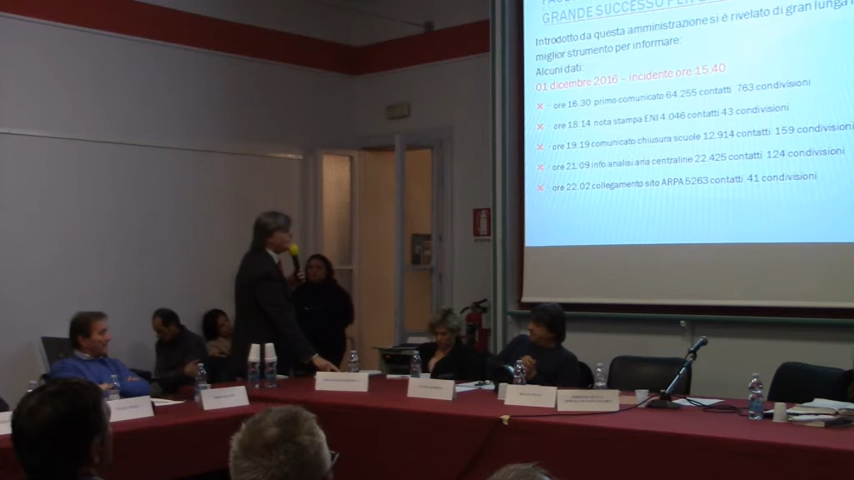 GRANDE SUCCESSO PER
Introdotto da questa amministrazione si è rivelato di gran lunga
miglior strumento per informare:
Alcuni dati:
01 dicembre 2016 – incidente ore 15.40
- ore 16.30 primo comunicato 64.255 contatti 763 condivisioni
- ore 18.14 nota stampa ENI 4.046 contatti 43 condivisioni
- ore 19.19 comunicato chiusura scuole 12.914 contatti 159 condivisioni
- ore 21.09 info analisi aria centraline 22.425 contatti 124 condivisioni
- ore 22.02 collegamento sito ARPA 5263 contatti 41 condivisioni